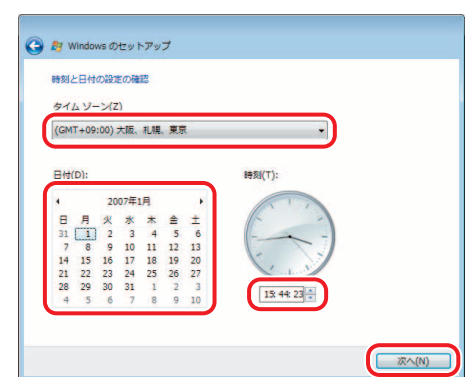 Windows のセットアップ
時刻と日付の設定の確認
タイム ゾーン(Z)
(GMT+09:00) 大阪、札幌、東京
日付(D):
時刻(T):
2007年1月
日 月 火 水 木 金 土
31 1 2 3 4 5 6
7 8 9 10 11 12 13
14 15 16 17 18 19 20
21 22 23 24 25 26 27
28 29 30 31 1 2 3
4 5 6 7 8 9 10
15:44:23
次へ(N)